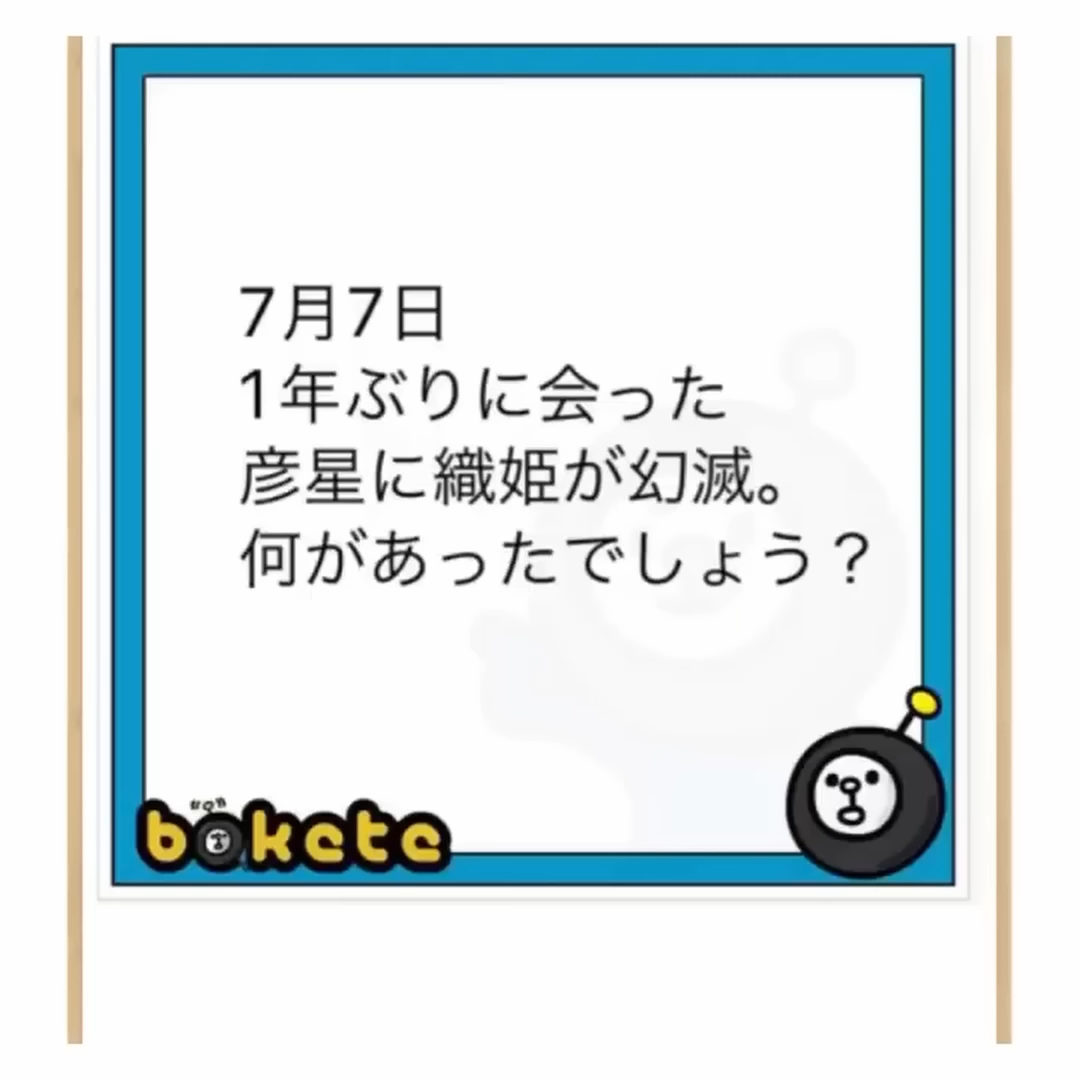 7月7日
1年ぶりに会った
彦星に織姫が幻滅。
何があったでしょう？
bokete